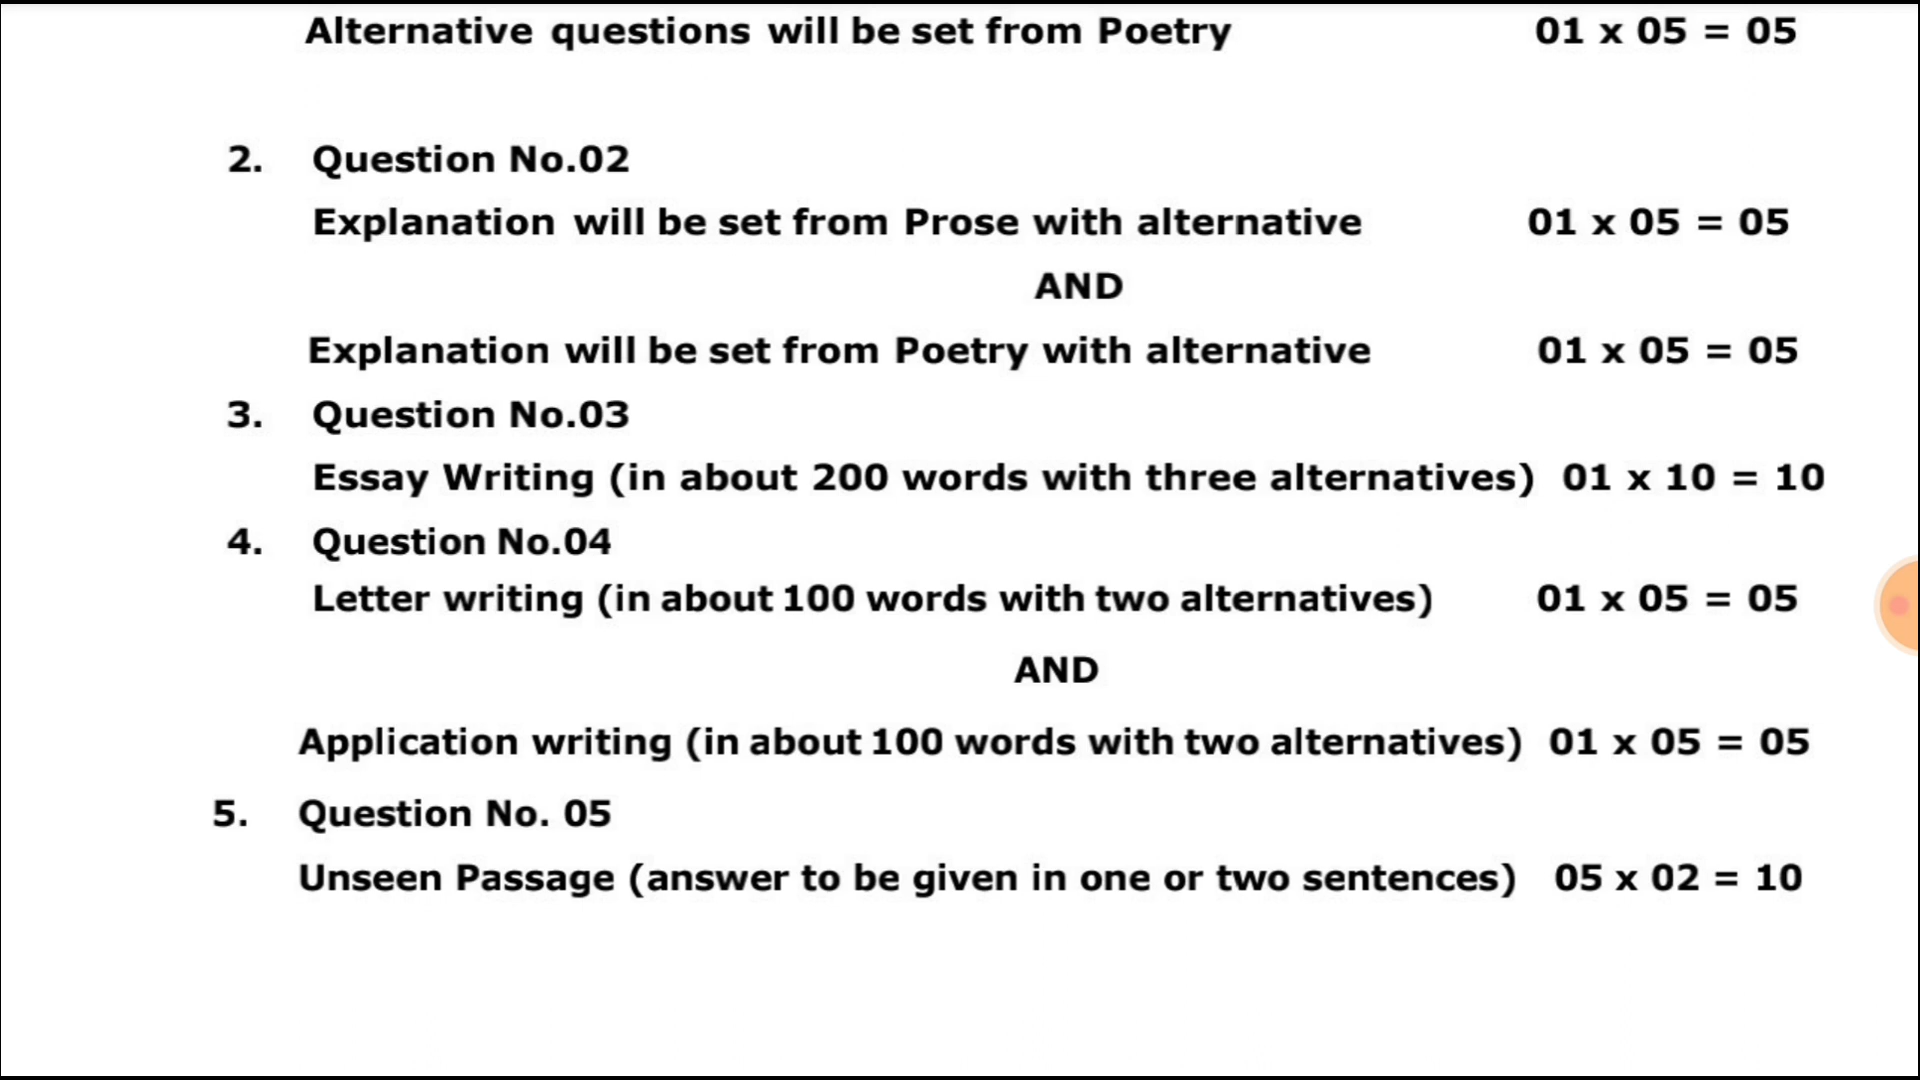 Alternative questions will be set from Poetry 01 x 05 = 05
2. Question No.02
Explanation will be set from Prose with alternative 01 x 05 = 05
AND
Explanation will be set from Poetry with alternative 01 x 05 = 05
3. Question No.03
Essay Writing (in about 200 words with three alternatives) 01 x 10 = 10
4. Question No.04
Letter writing (in about 100 words with two alternatives) 01 x 05 = 05
AND
Application writing (in about 100 words with two alternatives) 01 x 05 = 05
5. Question No. 05
Unseen Passage (answer to be given in one or two sentences) 05 x 02 = 10